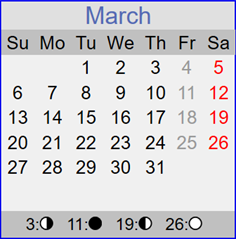 March
Su Mo Tu We Th Fr Sa
1 2 3 4 5
6 7 8 9 10 11 12
13 14 15 16 17 18 19
20 21 22 23 24 25 26
27 28 29 30 31
3: 11: 19: 26: